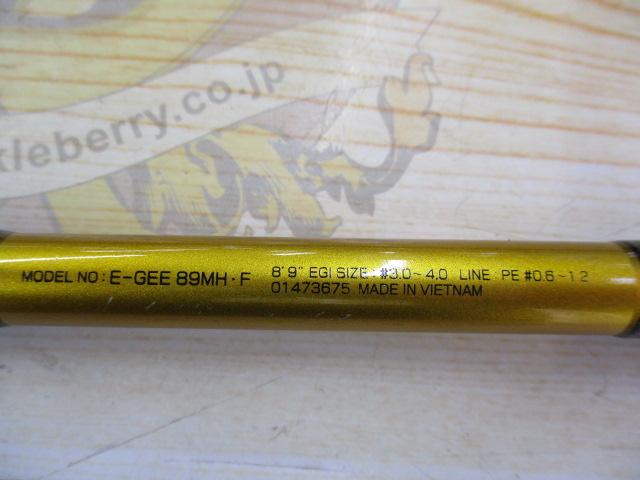 kleberry.co.jp
MODEL NO : E-GEE 89MH·F
8'9" EGI SIZE : #3.0~4.0 LINE : PE #0.6~1.2
01473675 MADE IN VIETNAM